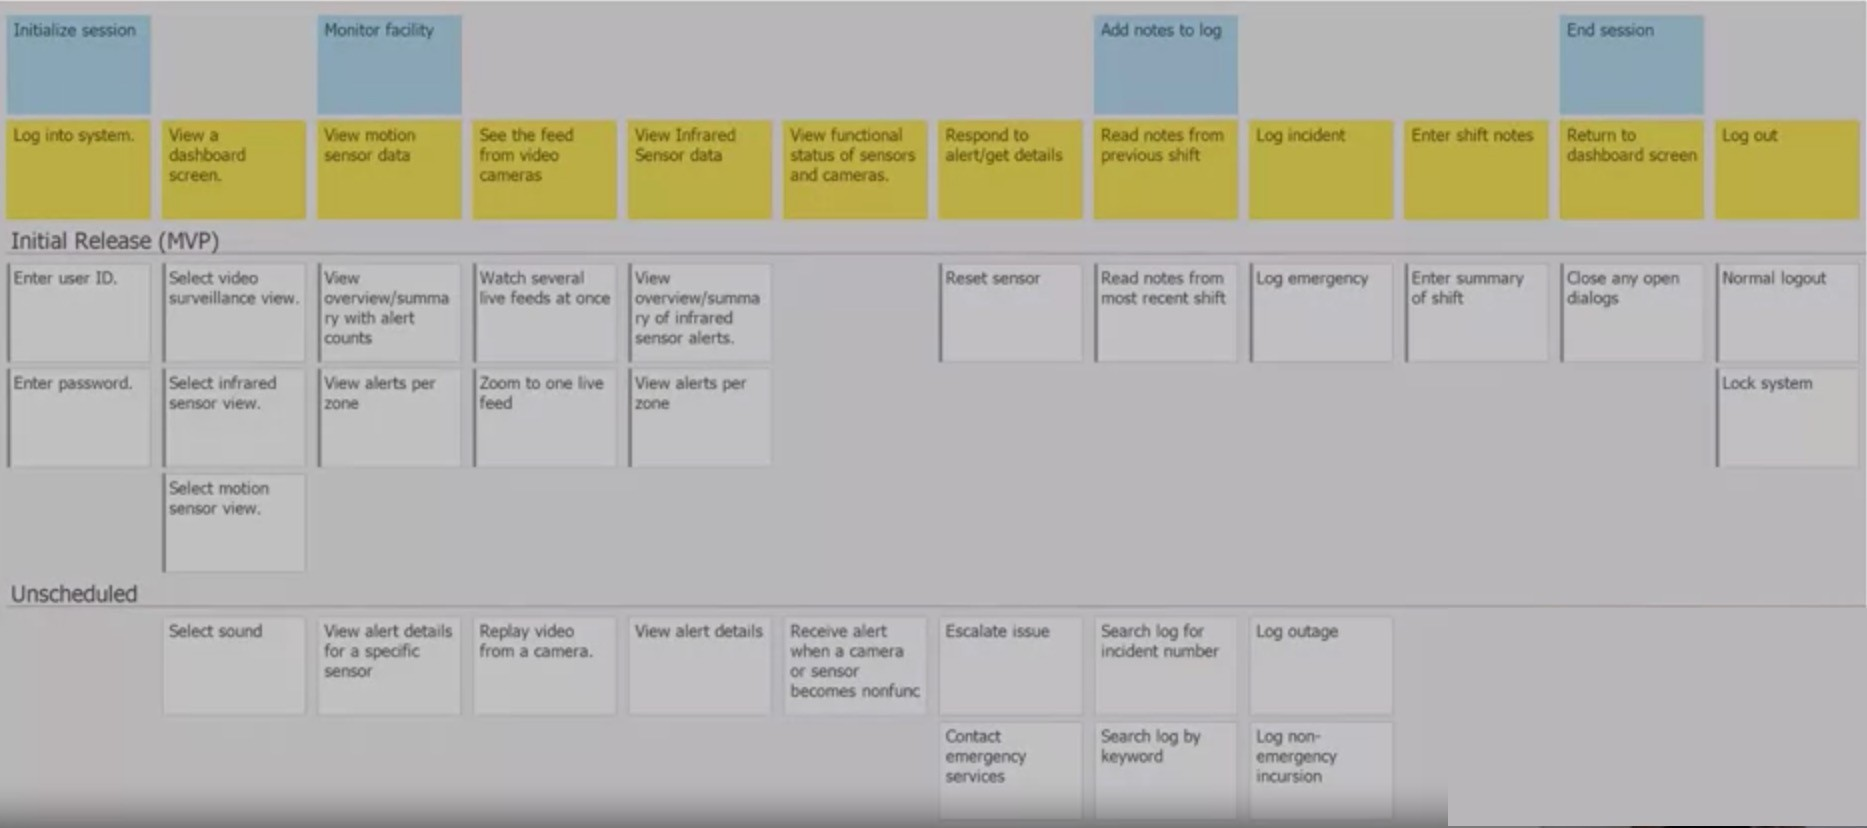 Initialize session
Monitor facility
Add notes to log
End session
Log into system.
View a
dashboard
screen.
View motion
sensor data
See the feed
from video
cameras
View Infrared
Sensor data
View functional
status of sensors
and cameras.
Respond to
alert/get details
Read notes from
previous shift
Log incident
Enter shift notes
Return to
dashboard screen
Log out
Initial Release (MVP)
Enter user ID.
Select video
surveillance view.
View
overview/summa
ry with alert
counts
Watch several
live feeds at once
View
overview/summa
ry of infrared
sensor alerts.
Reset sensor
Read notes from
most recent shift
Log emergency
Enter summary
of shift
Close any open
dialogs
Normal logout
Enter password.
Select infrared
sensor view.
View alerts per
zone
Zoom to one live
feed
View alerts per
zone
Lock system
Select motion
sensor view.
Unscheduled
Select sound
View alert details
for a specific
sensor
Replay video
from a camera.
View alert details
Receive alert
when a camera
or sensor
becomes nonfunc
Escalate issue
Search log for
incident number
Log outage
Contact
emergency
services
Search log by
keyword
Log non-
emergency
incursion